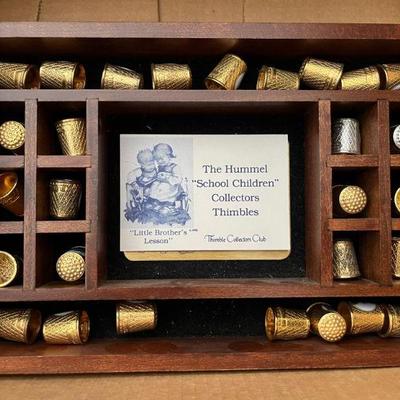 The Hummel
"School Children"
Collectors
Thimbles
"Little Brother's
Lesson"
Thimble Collectors Club